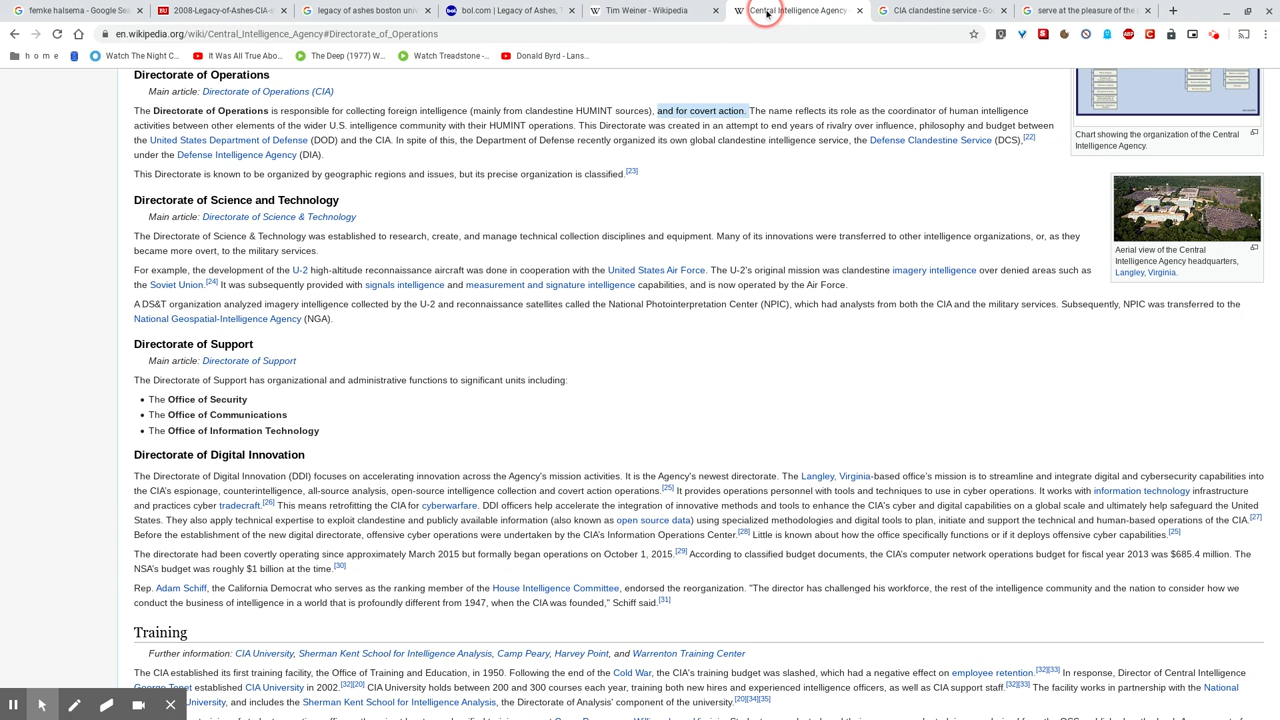 femke halsema - Google Sea
2008-Legacy-of-Ashes-CIA-s
legacy of ashes boston univ
bol.com | Legacy of Ashes, T
Tim Weiner - Wikipedia
Central Intelligence Agency
CIA clandestine service - Go
serve at the pleasure of the
en.wikipedia.org/wiki/Central_Intelligence_Agency#Directorate_of_Operations
h o m e
Watch The Night C...
It Was All True Abo...
The Deep (1977) W...
Watch Treadstone -...
Donald Byrd - Lans...
Directorate of Operations
Main article: Directorate of Operations (CIA)
The Directorate of Operations is responsible for collecting foreign intelligence (mainly from clandestine HUMINT sources), and for covert action. The name reflects its role as the coordinator of human intelligence
activities between other elements of the wider U.S. intelligence community with their HUMINT operations. This Directorate was created in an attempt to end years of rivalry over influence, philosophy and budget between
the United States Department of Defense (DOD) and the CIA. In spite of this, the Department of Defense recently organized its own global clandestine intelligence service, the Defense Clandestine Service (DCS),[22]
under the Defense Intelligence Agency (DIA).
This Directorate is known to be organized by geographic regions and issues, but its precise organization is classified.[23]
Chart showing the organization of the Central
Intelligence Agency.
Directorate of Science and Technology
Main article: Directorate of Science & Technology
The Directorate of Science & Technology was established to research, create, and manage technical collection disciplines and equipment. Many of its innovations were transferred to other intelligence organizations, or, as they
became more overt, to the military services.
For example, the development of the U-2 high-altitude reconnaissance aircraft was done in cooperation with the United States Air Force. The U-2's original mission was clandestine imagery intelligence over denied areas such as
the Soviet Union.[24] It was subsequently provided with signals intelligence and measurement and signature intelligence capabilities, and is now operated by the Air Force.
Aerial view of the Central
Intelligence Agency headquarters,
Langley, Virginia.
A DS&T organization analyzed imagery intelligence collected by the U-2 and reconnaissance satellites called the National Photointerpretation Center (NPIC), which had analysts from both the CIA and the military services. Subsequently, NPIC was transferred to the
National Geospatial-Intelligence Agency (NGA).
Directorate of Support
Main article: Directorate of Support
The Directorate of Support has organizational and administrative functions to significant units including:
• The Office of Security
• The Office of Communications
• The Office of Information Technology
Directorate of Digital Innovation
The Directorate of Digital Innovation (DDI) focuses on accelerating innovation across the Agency's mission activities. It is the Agency's newest directorate. The Langley, Virginia-based office's mission is to streamline and integrate digital and cybersecurity capabilities into
the CIA's espionage, counterintelligence, all-source analysis, open-source intelligence collection and covert action operations.[25] It provides operations personnel with tools and techniques to use in cyber operations. It works with information technology infrastructure
and practices cyber tradecraft.[26] This means retrofitting the CIA for cyberwarfare. DDI officers help accelerate the integration of innovative methods and tools to enhance the CIA's cyber and digital capabilities on a global scale and ultimately help safeguard the United
States. They also apply technical expertise to exploit clandestine and publicly available information (also known as open source data) using specialized methodologies and digital tools to plan, initiate and support the technical and human-based operations of the CIA.[27]
Before the establishment of the new digital directorate, offensive cyber operations were undertaken by the CIA's Information Operations Center.[28] Little is known about how the office specifically functions or if it deploys offensive cyber capabilities.[25]
The directorate had been covertly operating since approximately March 2015 but formally began operations on October 1, 2015.[29] According to classified budget documents, the CIA's computer network operations budget for fiscal year 2013 was $685.4 million. The
NSA's budget was roughly $1 billion at the time.[30]
Rep. Adam Schiff, the California Democrat who serves as the ranking member of the House Intelligence Committee, endorsed the reorganization. "The director has challenged his workforce, the rest of the intelligence community and the nation to consider how we
conduct the business of intelligence in a world that is profoundly different from 1947, when the CIA was founded," Schiff said.[31]
Training
Further information: CIA University, Sherman Kent School for Intelligence Analysis, Camp Peary, Harvey Point, and Warrenton Training Center
The CIA established its first training facility, the Office of Training and Education, in 1950. Following the end of the Cold War, the CIA's training budget was slashed, which had a negative effect on employee retention.[32][33] In response, Director of Central Intelligence
George Tenet established CIA University in 2002.[32][20] CIA University holds between 200 and 300 courses each year, training both new hires and experienced intelligence officers, as well as CIA support staff.[32][33] The facility works in partnership with the National
University, and includes the Sherman Kent School for Intelligence Analysis, the Directorate of Analysis' component of the university.[20][34][35]